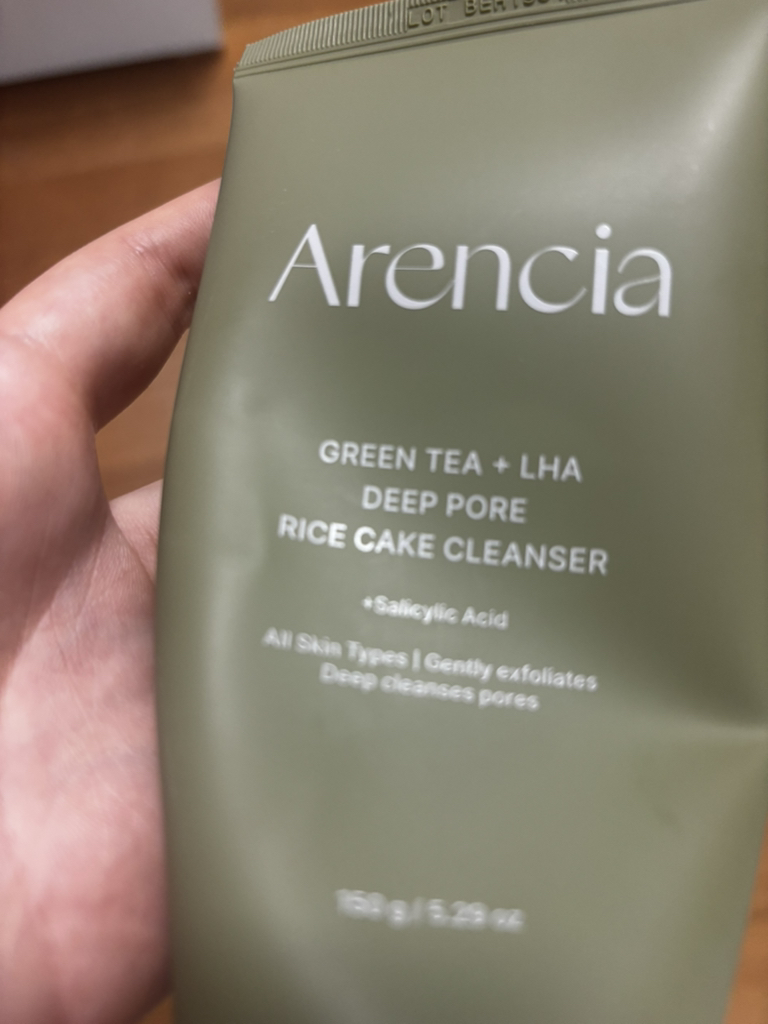 LOT
Arencia
GREEN TEA + LHA
DEEP PORE
RICE CAKE CLEANSER
+Salicylic Acid
All Skin Types | Gently exfoliates
Deep cleanses pores
150 g / 5.29 oz